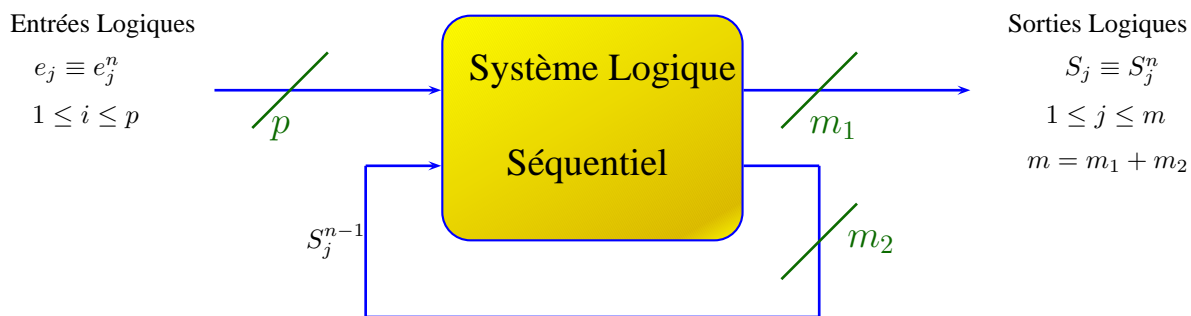 Entrées Logiques
e_j ≡ e_j^n
1 ≤ i ≤ p
p
Système Logique
Séquentiel
m_1
Sorties Logiques
S_j ≡ S_j^n
1 ≤ j ≤ m
m = m_1 + m_2
S_j^{n-1}
m_2